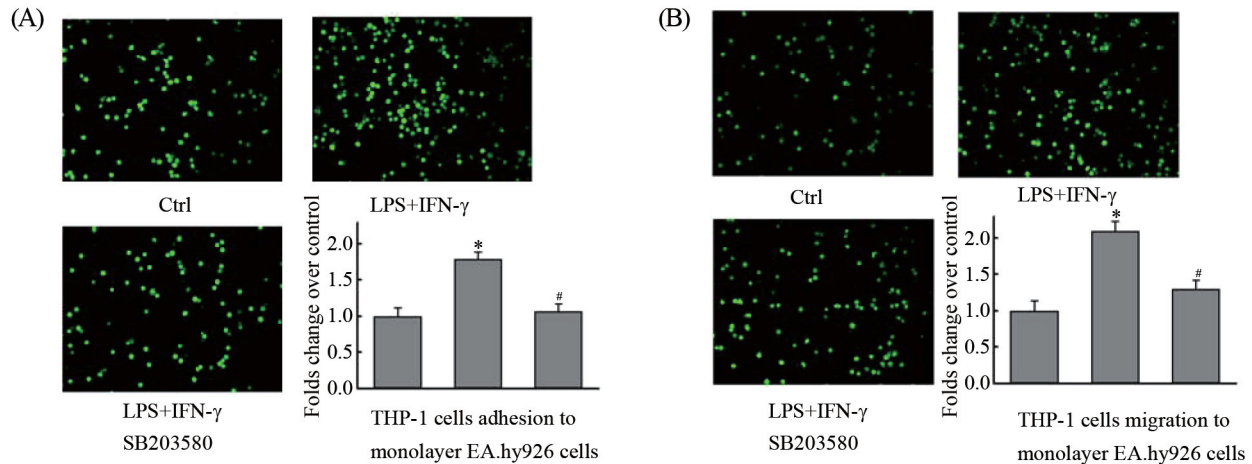 (A)
Ctrl
LPS+IFN-γ
LPS+IFN-γ
SB203580
Folds change over control
2.0
1.5
1.0
0.5
0.0
*
#
THP-1 cells adhesion to
monolayer EA.hy926 cells
(B)
Ctrl
LPS+IFN-γ
LPS+IFN-γ
SB203580
Folds change over control
2.0
1.5
1.0
0.5
0.0
*
#
THP-1 cells migration to
monolayer EA.hy926 cells